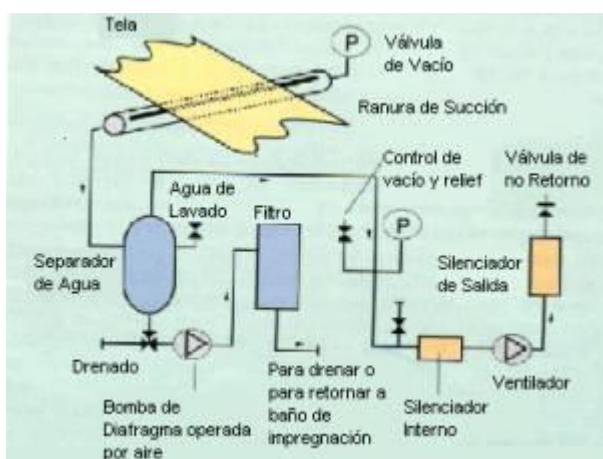 Tela
P
Válvula
de Vacío
Ranura de Succión
Agua de
Lavado
Filtro
Control de
vacío y relief
Válvula de
no Retorno
P
Separador
de Agua
Silenciador
de Salida
Drenado
Bomba de
Diafragma operada
por aire
Para drenar o
para retornar a
baño de
impregnación
Silenciador
Interno
Ventilador